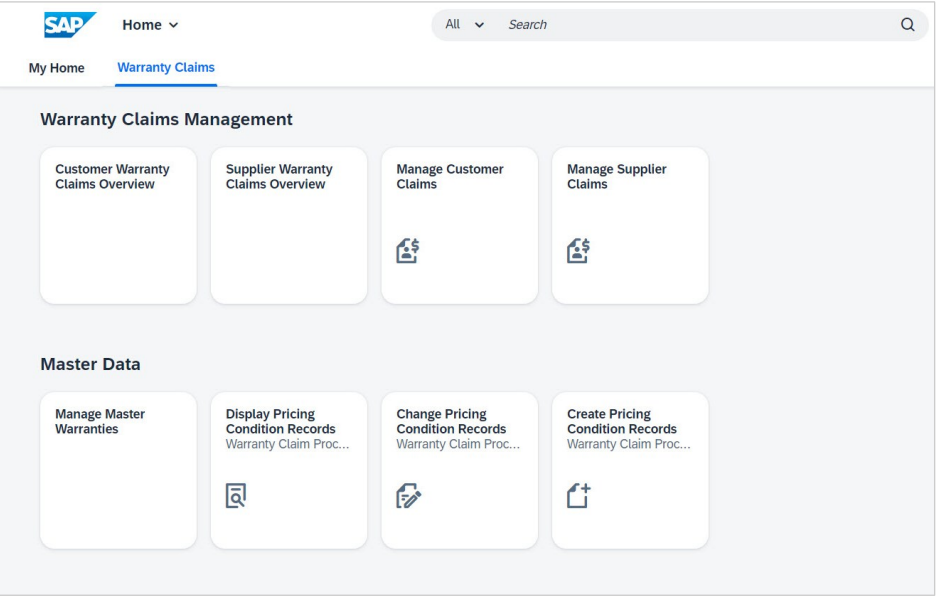 SAP Home All Search
My Home Warranty Claims
Warranty Claims Management
Customer Warranty
Claims Overview
Supplier Warranty
Claims Overview
Manage Customer
Claims
Manage Supplier
Claims
Master Data
Manage Master
Warranties
Display Pricing
Condition Records
Warranty Claim Proc...
Change Pricing
Condition Records
Warranty Claim Proc...
Create Pricing
Condition Records
Warranty Claim Proc...